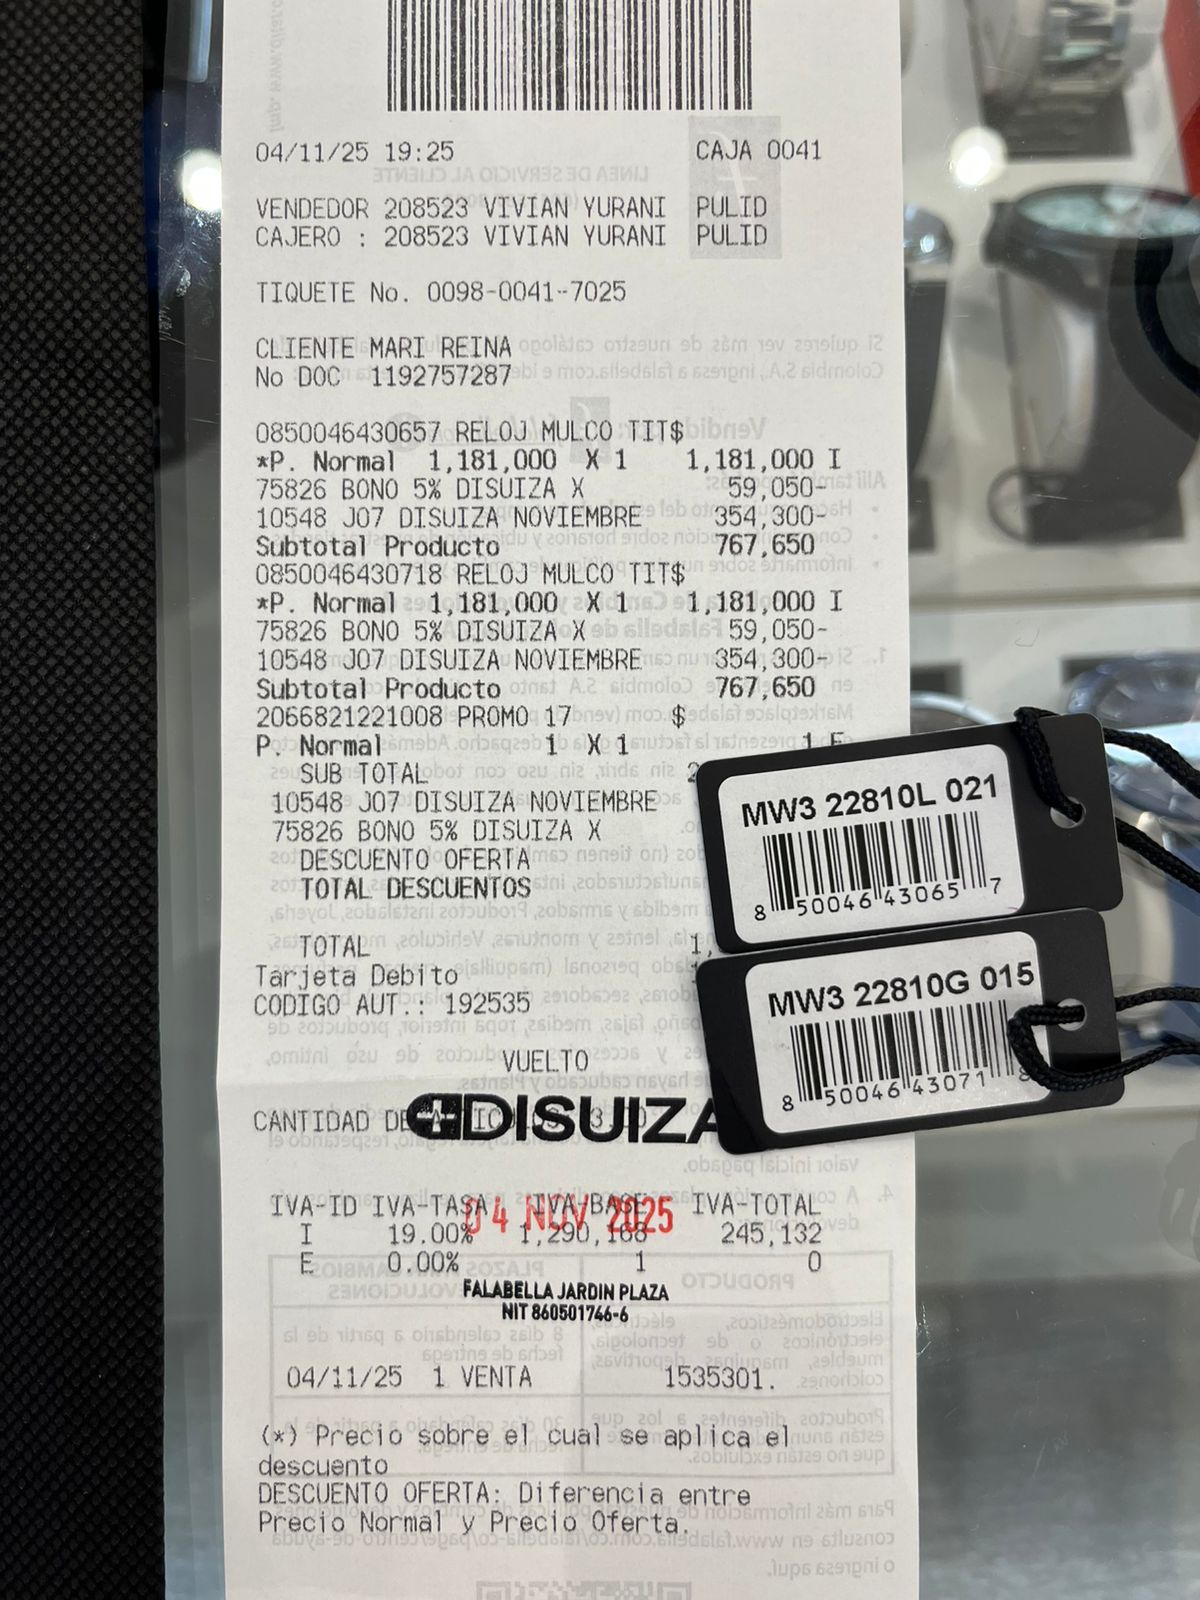 04/11/25 19:25 CAJA 0041
VENDEDOR 208523 VIVIAN YURANI PULID
CAJERO : 208523 VIVIAN YURANI PULID
TIQUETE No. 0098-0041-7025
CLIENTE MARI REINA
No DOC 1192757287
0850046430657 RELOJ MULCO TIT$
*P. Normal 1,181,000 X 1 1,181,000 I
75826 BONO 5% DISUIZA X 59,050-
10548 J07 DISUIZA NOVIEMBRE 354,300-
Subtotal Producto 767,650
0850046430718 RELOJ MULCO TIT$
*P. Normal 1,181,000 X 1 1,181,000 I
75826 BONO 5% DISUIZA X 59,050-
10548 J07 DISUIZA NOVIEMBRE 354,300-
Subtotal Producto 767,650
2066821221008 PROMO 17 $
P. Normal 1 X 1 1 E
SUB TOTAL 2
10548 J07 DISUIZA NOVIEMBRE
75826 BONO 5% DISUIZA X
DESCUENTO OFERTA
TOTAL DESCUENTOS
TOTAL 1,
Tarjeta Debito
CODIGO AUT.: 192535
VUELTO
CANTIDAD DE
DISUIZA
IVA-ID IVA-TASA IVA-BASE IVA-TOTAL
04 NOV 2025
I 19.00% 1,290,168 245,132
E 0.00% 1 0
FALABELLA JARDIN PLAZA
NIT 860501746-6
04/11/25 1 VENTA 1535301.
(*) Precio sobre el cual se aplica el
descuento
DESCUENTO OFERTA: Diferencia entre
Precio Normal y Precio Oferta.
MW3 22810L 021
8 50046 43065 7
MW3 22810G 015
8 50046 43071 8